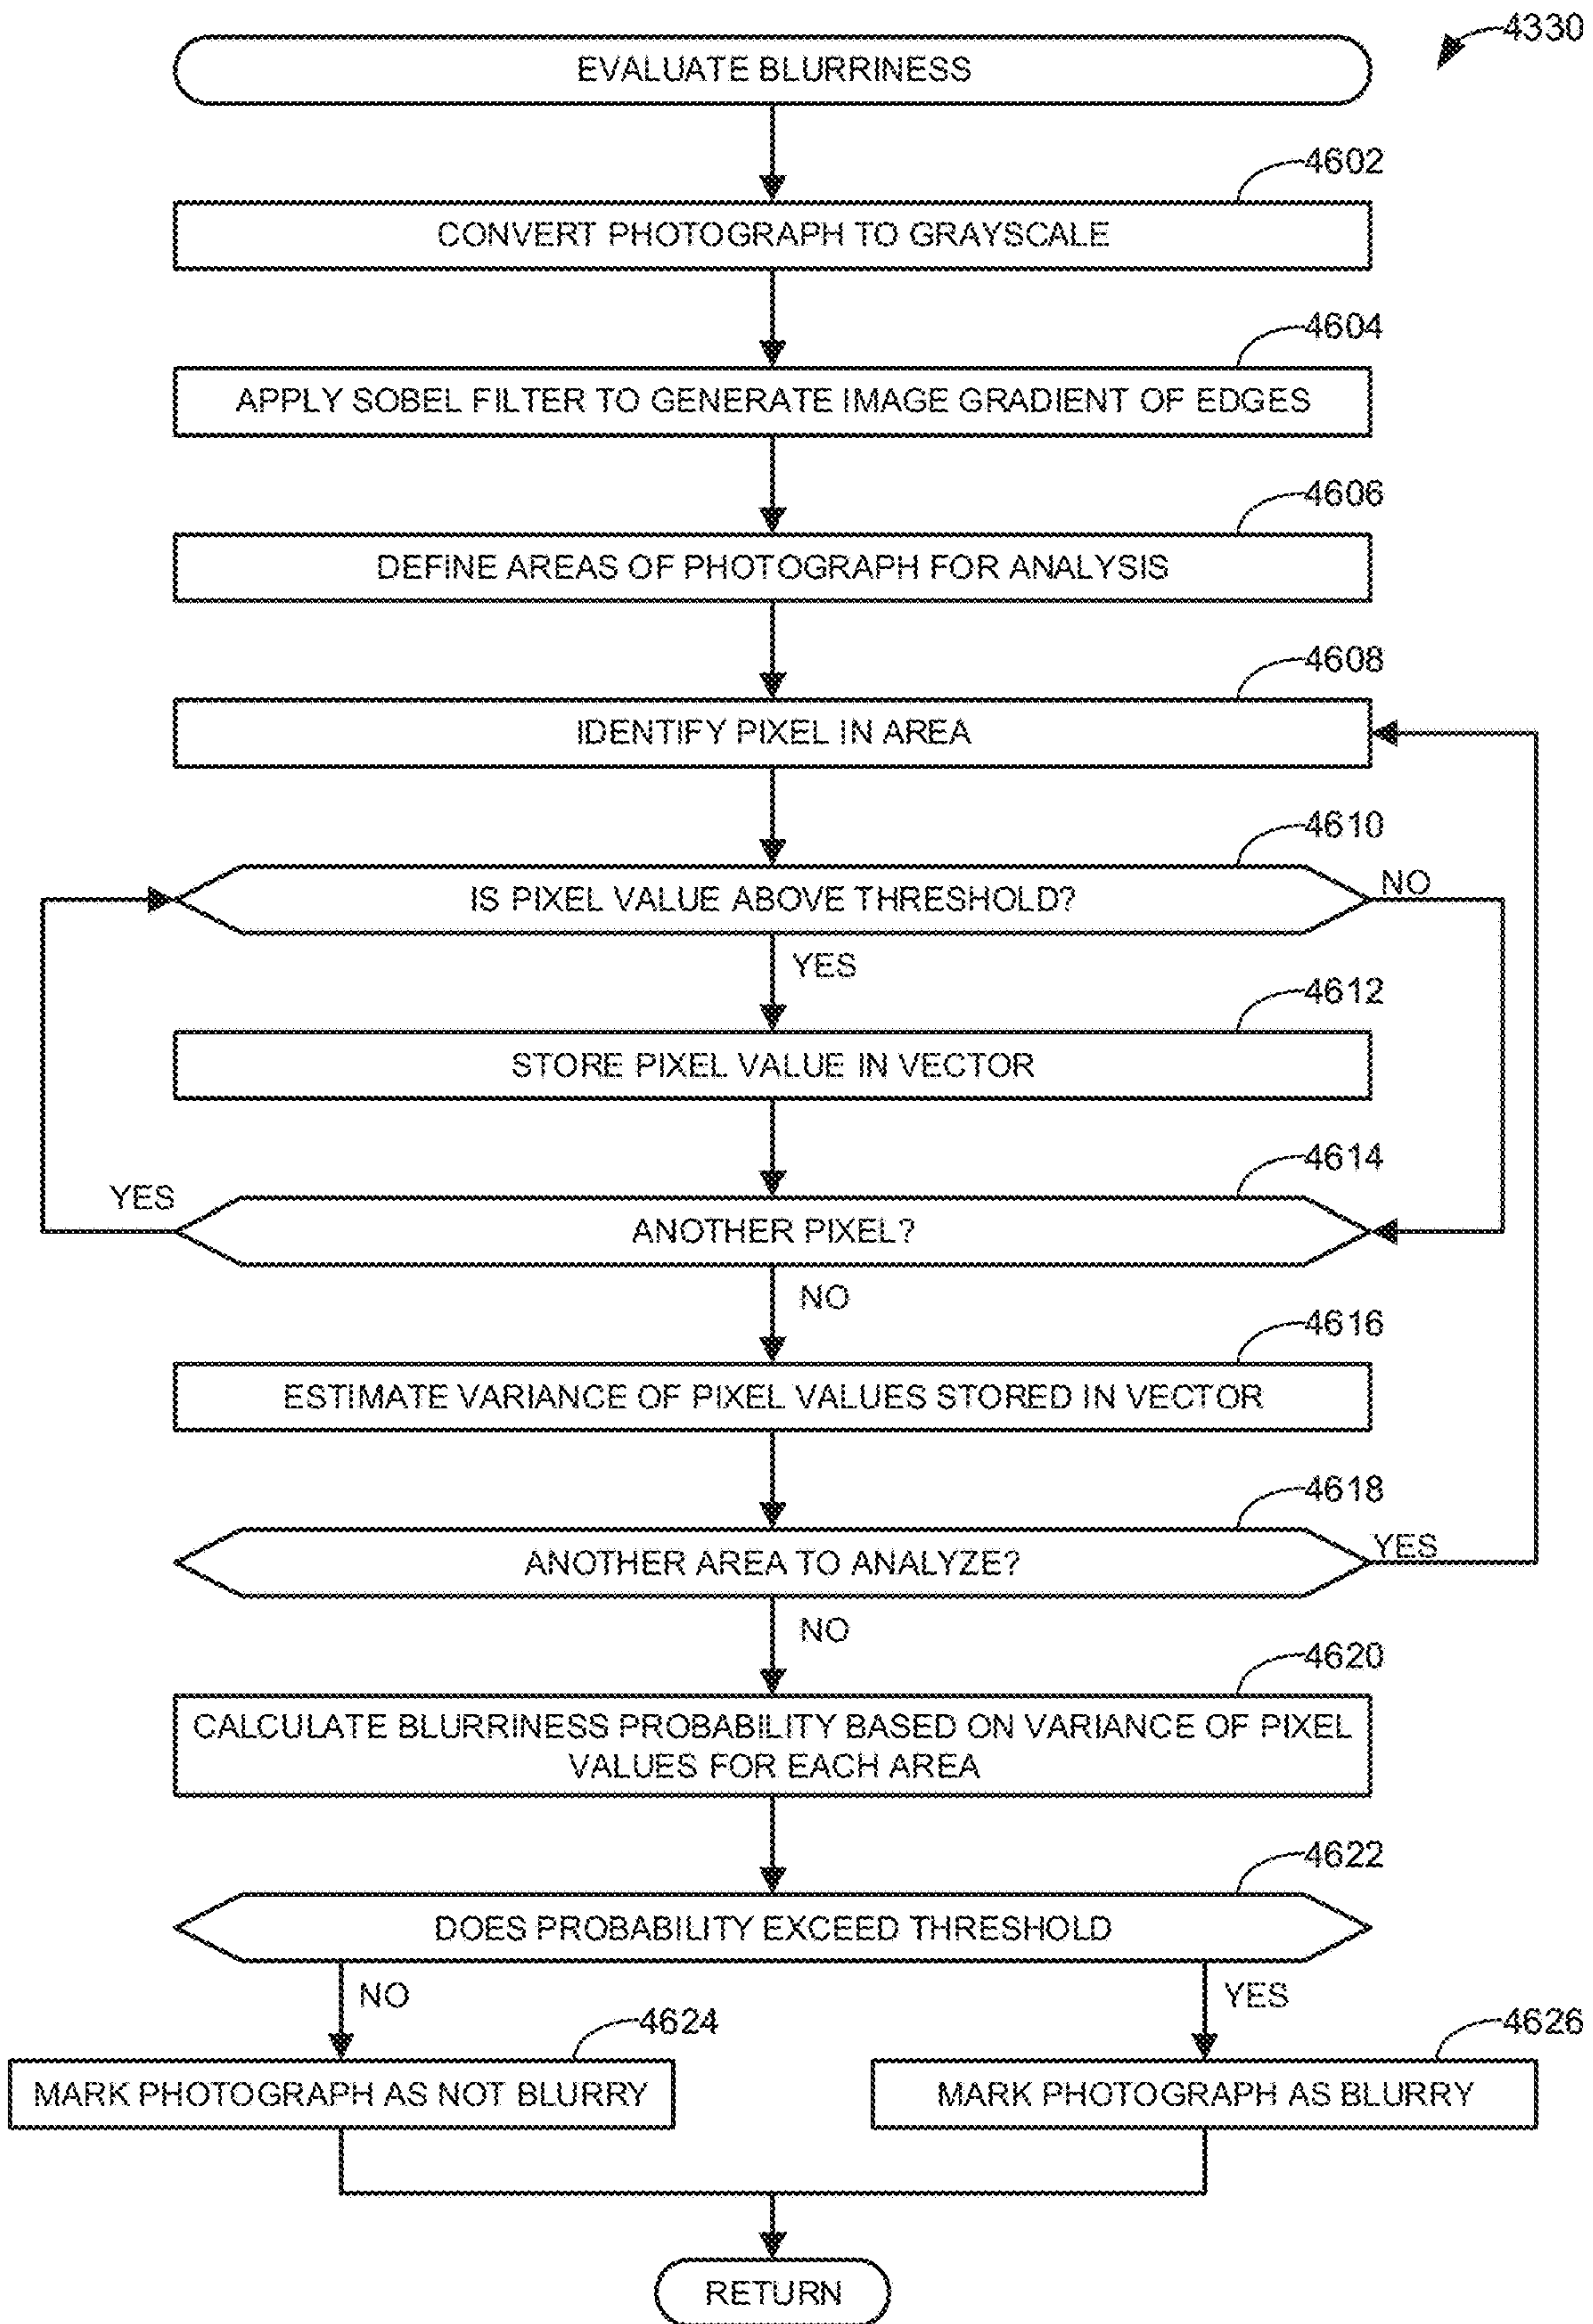 4330
EVALUATE BLURRINESS
4602
CONVERT PHOTOGRAPH TO GRAYSCALE
4604
APPLY SOBEL FILTER TO GENERATE IMAGE GRADIENT OF EDGES
4606
DEFINE AREAS OF PHOTOGRAPH FOR ANALYSIS
4608
IDENTIFY PIXEL IN AREA
4610
IS PIXEL VALUE ABOVE THRESHOLD?
NO
YES
4612
STORE PIXEL VALUE IN VECTOR
4614
YES
ANOTHER PIXEL?
NO
4616
ESTIMATE VARIANCE OF PIXEL VALUES STORED IN VECTOR
4618
ANOTHER AREA TO ANALYZE?
YES
NO
4620
CALCULATE BLURRINESS PROBABILITY BASED ON VARIANCE OF PIXEL
VALUES FOR EACH AREA
4622
DOES PROBABILITY EXCEED THRESHOLD
NO
YES
4624
4626
MARK PHOTOGRAPH AS NOT BLURRY
MARK PHOTOGRAPH AS BLURRY
RETURN